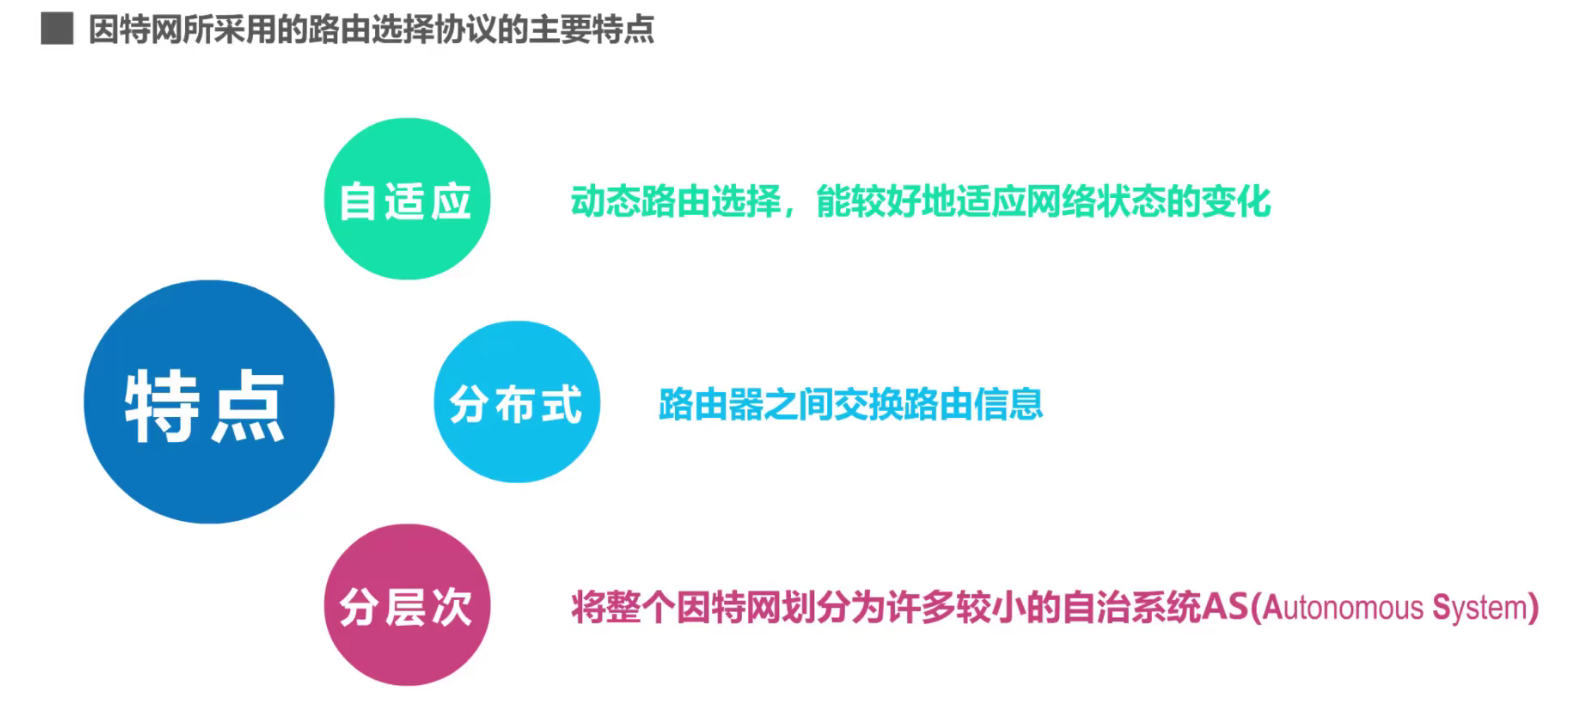 因特网所采用的路由选择协议的主要特点
自适应
动态路由选择，能较好地适应网络状态的变化
特点
分布式
路由器之间交换路由信息
分层次
将整个因特网划分为许多较小的自治系统AS(Autonomous System)